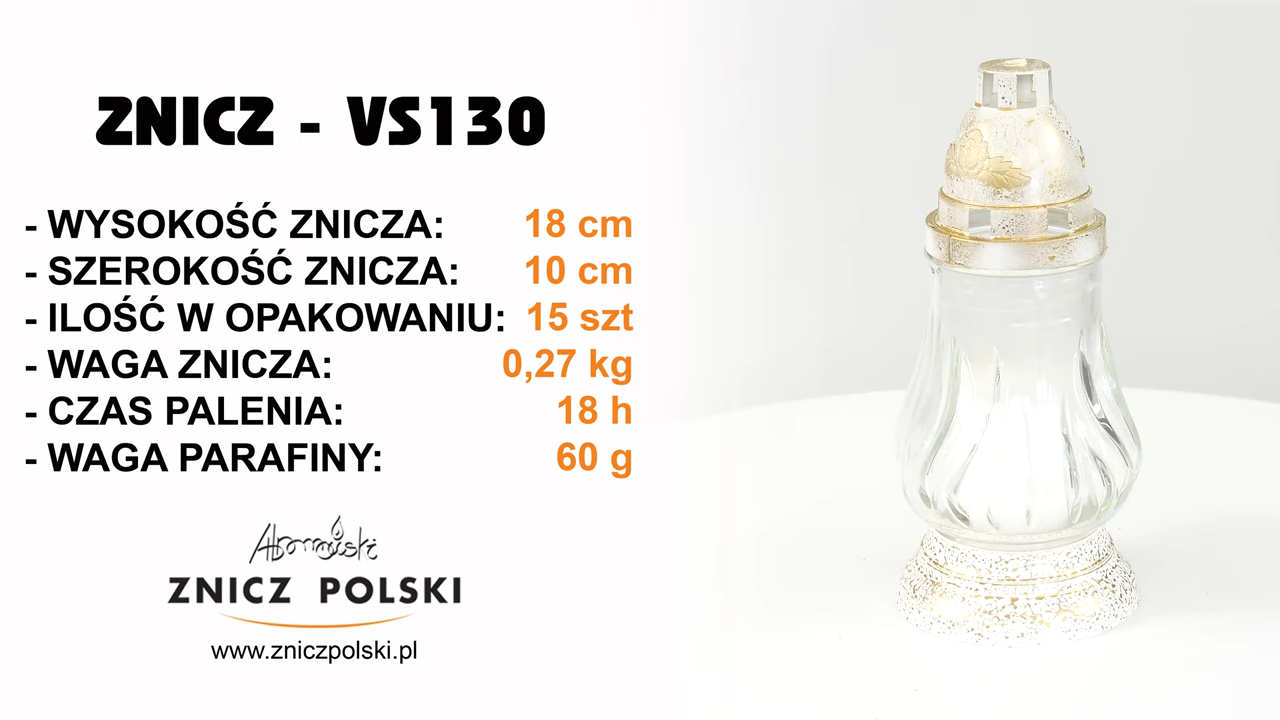 ZNICZ - VS130
- WYSOKOŚĆ ZNICZA: 18 cm
- SZEROKOŚĆ ZNICZA: 10 cm
- ILOŚĆ W OPAKOWANIU: 15 szt
- WAGA ZNICZA: 0,27 kg
- CZAS PALENIA: 18 h
- WAGA PARAFINY: 60 g
ZNICZ POLSKI
www.zniczpolski.pl